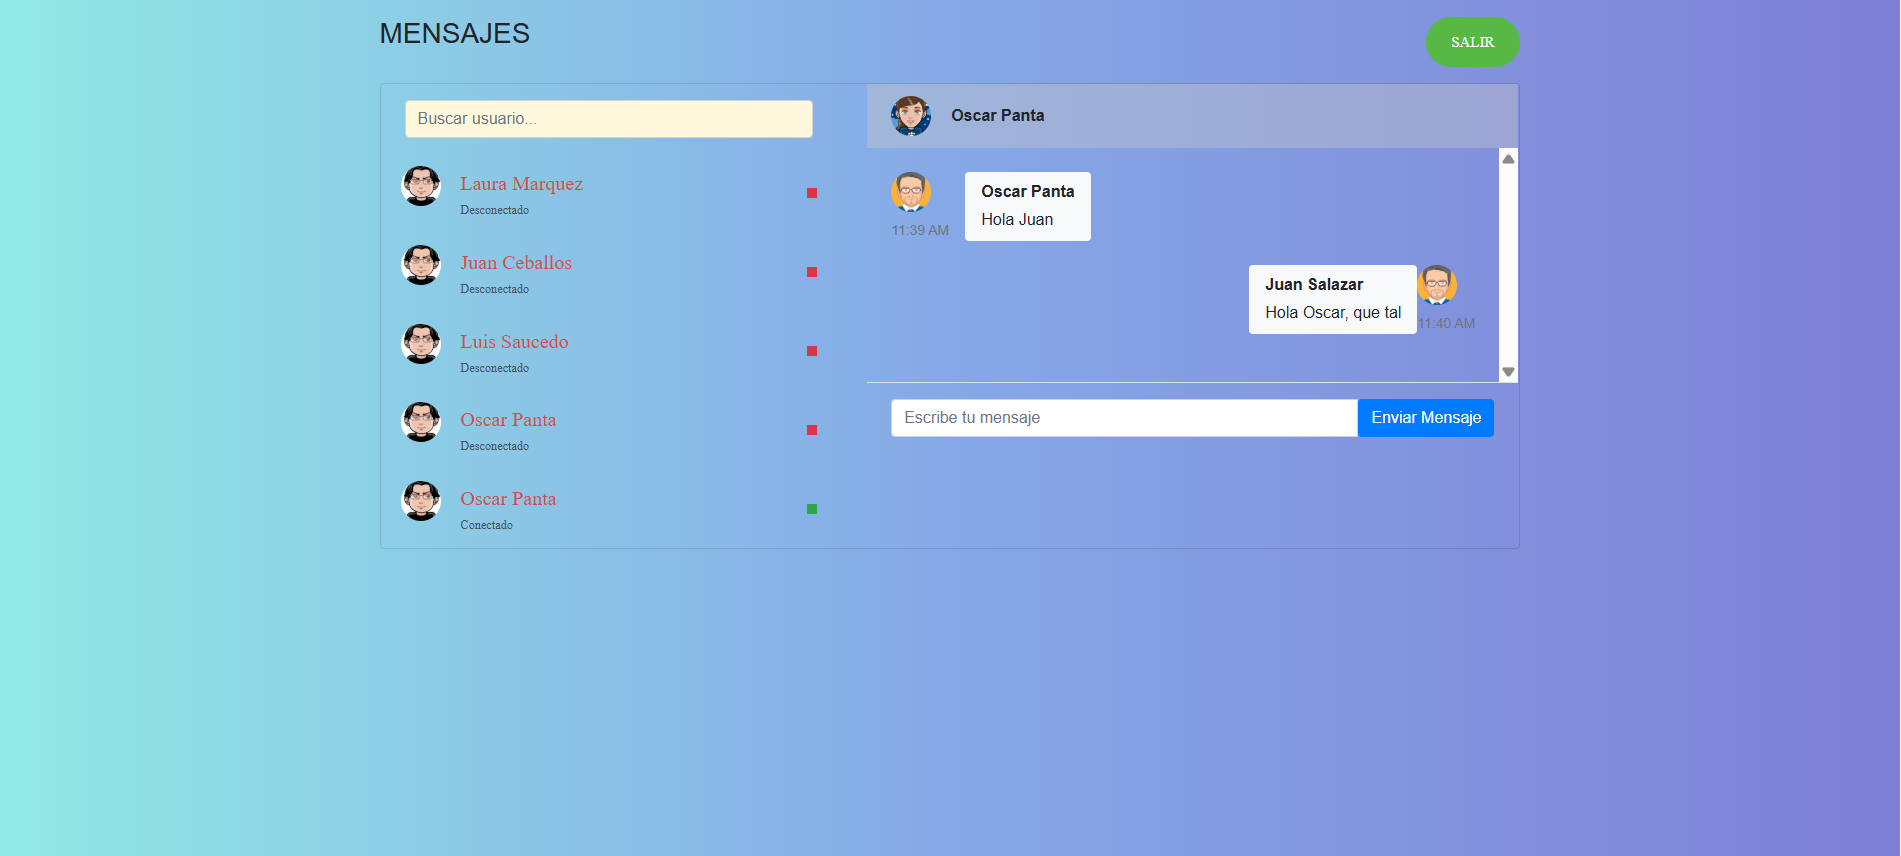 MENSAJES
SALIR
Buscar usuario...
Laura Marquez
Desconectado
Juan Ceballos
Desconectado
Luis Saucedo
Desconectado
Oscar Panta
Desconectado
Oscar Panta
Conectado
Oscar Panta
Oscar Panta
Hola Juan
11:39 AM
Juan Salazar
Hola Oscar, que tal
11:40 AM
Escribe tu mensaje
Enviar Mensaje